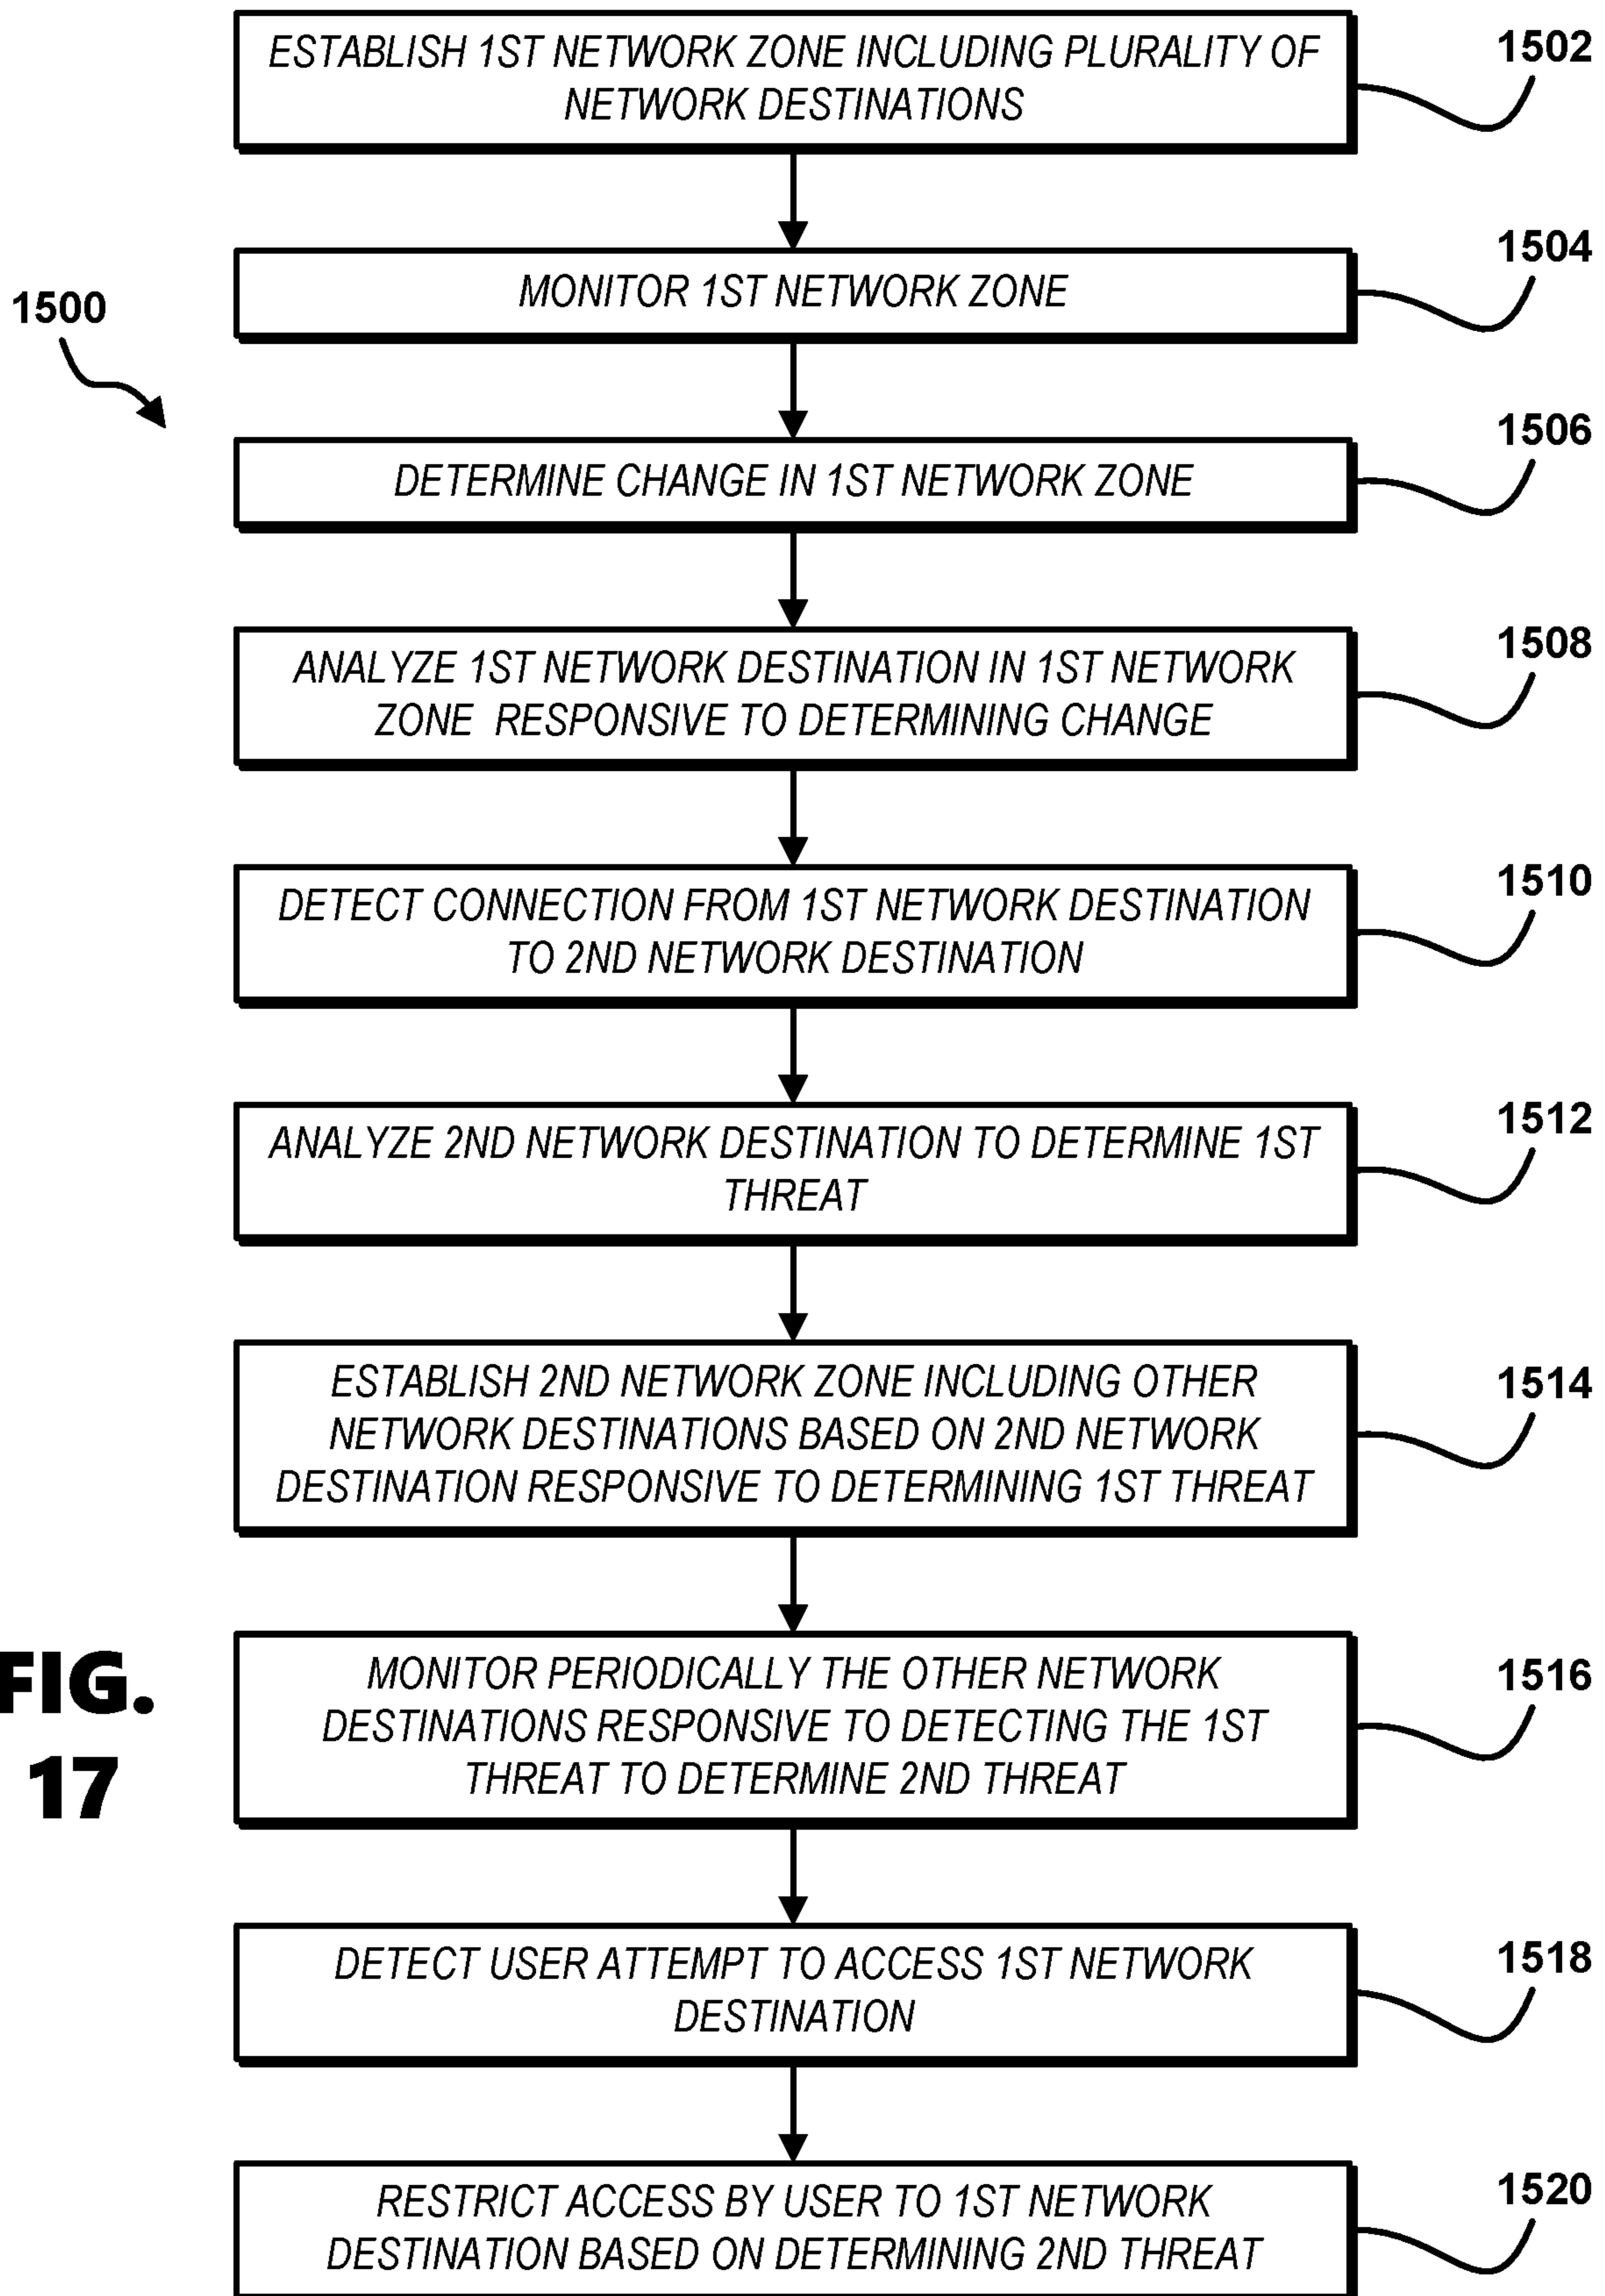 ESTABLISH 1ST NETWORK ZONE INCLUDING PLURALITY OF
NETWORK DESTINATIONS
1502
MONITOR 1ST NETWORK ZONE
1504
1500
DETERMINE CHANGE IN 1ST NETWORK ZONE
1506
ANALYZE 1ST NETWORK DESTINATION IN 1ST NETWORK
ZONE RESPONSIVE TO DETERMINING CHANGE
1508
DETECT CONNECTION FROM 1ST NETWORK DESTINATION
TO 2ND NETWORK DESTINATION
1510
ANALYZE 2ND NETWORK DESTINATION TO DETERMINE 1ST
THREAT
1512
ESTABLISH 2ND NETWORK ZONE INCLUDING OTHER
NETWORK DESTINATIONS BASED ON 2ND NETWORK
DESTINATION RESPONSIVE TO DETERMINING 1ST THREAT
1514
MONITOR PERIODICALLY THE OTHER NETWORK
DESTINATIONS RESPONSIVE TO DETECTING THE 1ST
THREAT TO DETERMINE 2ND THREAT
1516
FIG.
17
DETECT USER ATTEMPT TO ACCESS 1ST NETWORK
DESTINATION
1518
RESTRICT ACCESS BY USER TO 1ST NETWORK
DESTINATION BASED ON DETERMINING 2ND THREAT
1520